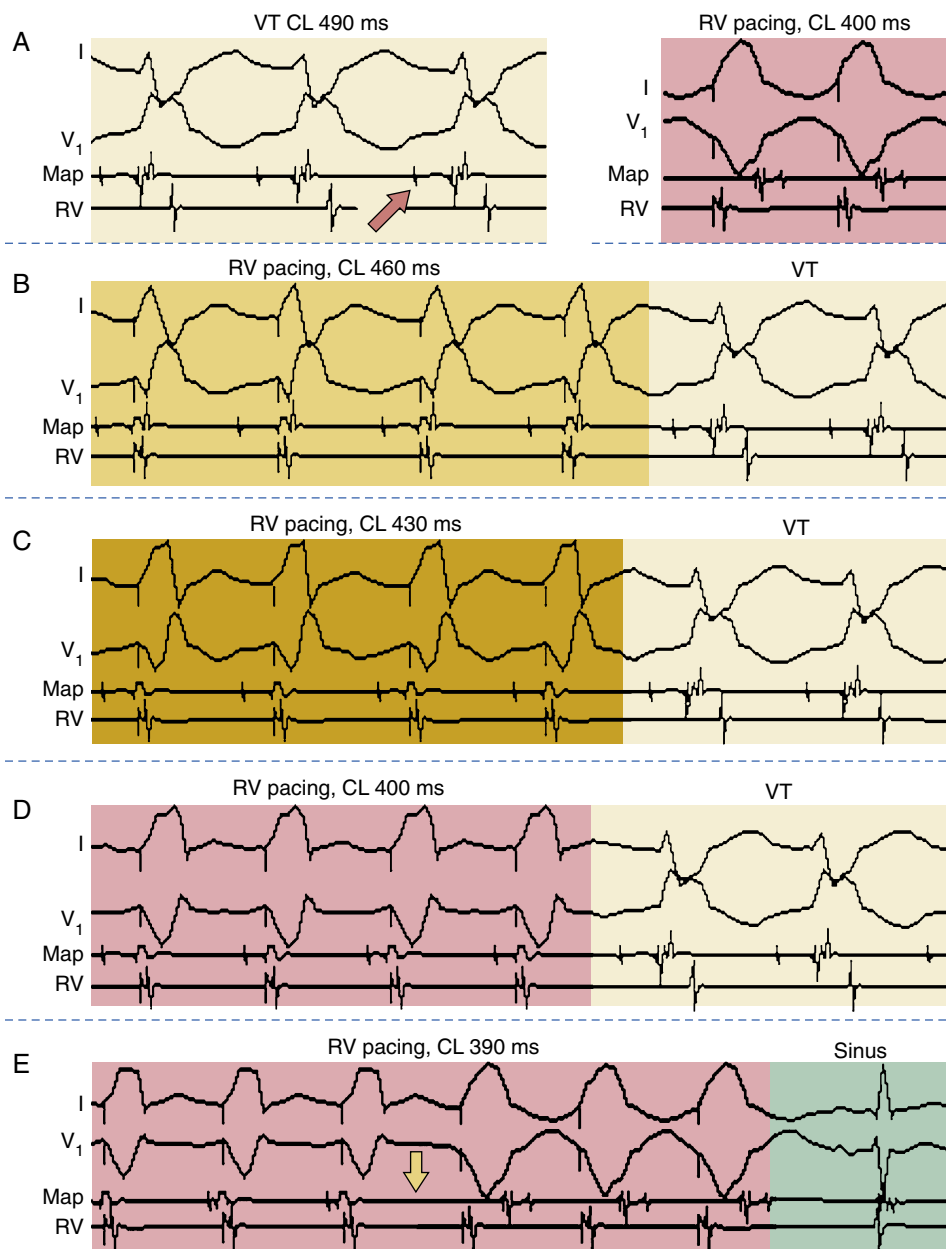 A
VT CL 490 ms
RV pacing, CL 400 ms
I
V1
Map
RV
I
V1
Map
RV
B
RV pacing, CL 460 ms
VT
I
V1
Map
RV
C
RV pacing, CL 430 ms
VT
I
V1
Map
RV
D
RV pacing, CL 400 ms
VT
I
V1
Map
RV
E
RV pacing, CL 390 ms
Sinus
I
V1
Map
RV